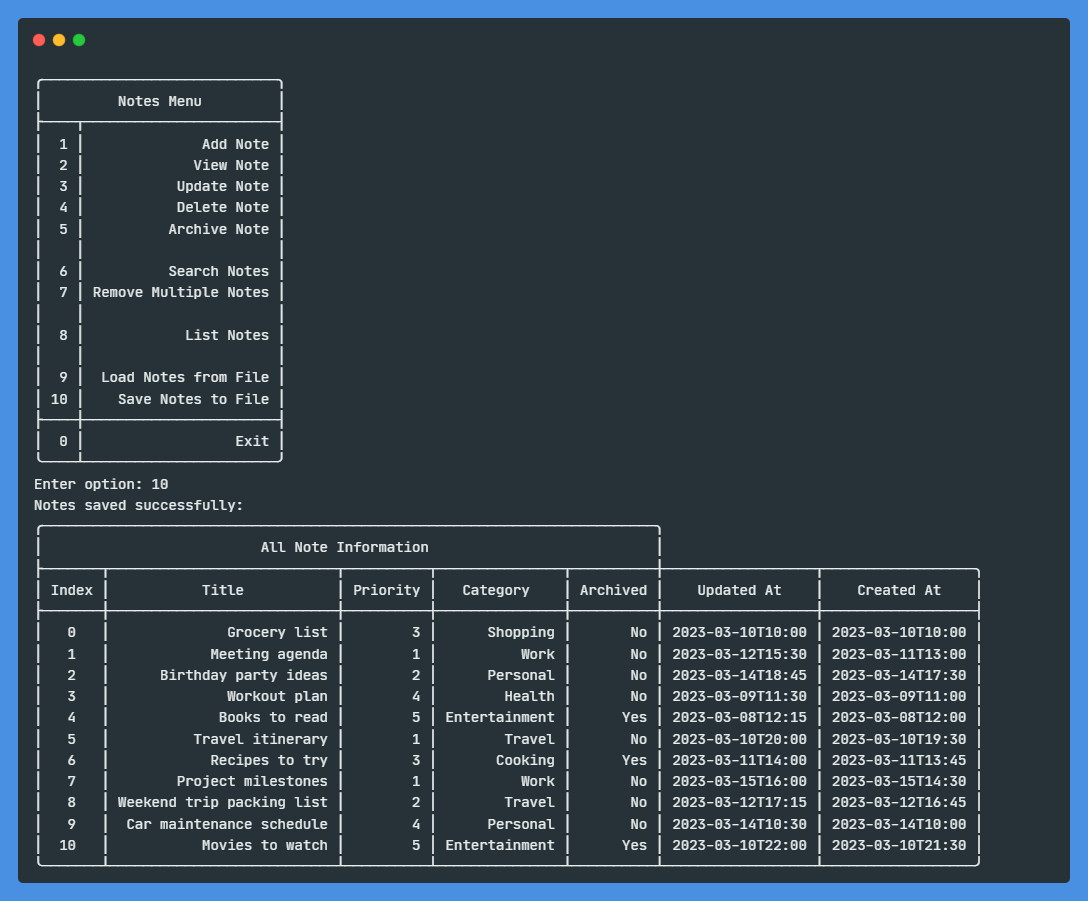 Notes Menu
1 Add Note
2 View Note
3 Update Note
4 Delete Note
5 Archive Note
6 Search Notes
7 Remove Multiple Notes
8 List Notes
9 Load Notes from File
10 Save Notes to File
0 Exit
Enter option: 10
Notes saved successfully:
All Note Information
Index Title Priority Category Archived Updated At Created At
0 Grocery list 3 Shopping No 2023-03-10T10:00 2023-03-10T10:00
1 Meeting agenda 1 Work No 2023-03-12T15:30 2023-03-11T13:00
2 Birthday party ideas 2 Personal No 2023-03-14T18:45 2023-03-14T17:30
3 Workout plan 4 Health No 2023-03-09T11:30 2023-03-09T11:00
4 Books to read 5 Entertainment Yes 2023-03-08T12:15 2023-03-08T12:00
5 Travel itinerary 1 Travel No 2023-03-10T20:00 2023-03-10T19:30
6 Recipes to try 3 Cooking Yes 2023-03-11T14:00 2023-03-11T13:45
7 Project milestones 1 Work No 2023-03-15T16:00 2023-03-15T14:30
8 Weekend trip packing list 2 Travel No 2023-03-12T17:15 2023-03-12T16:45
9 Car maintenance schedule 4 Personal No 2023-03-14T10:30 2023-03-14T10:00
10 Movies to watch 5 Entertainment Yes 2023-03-10T22:00 2023-03-10T21:30